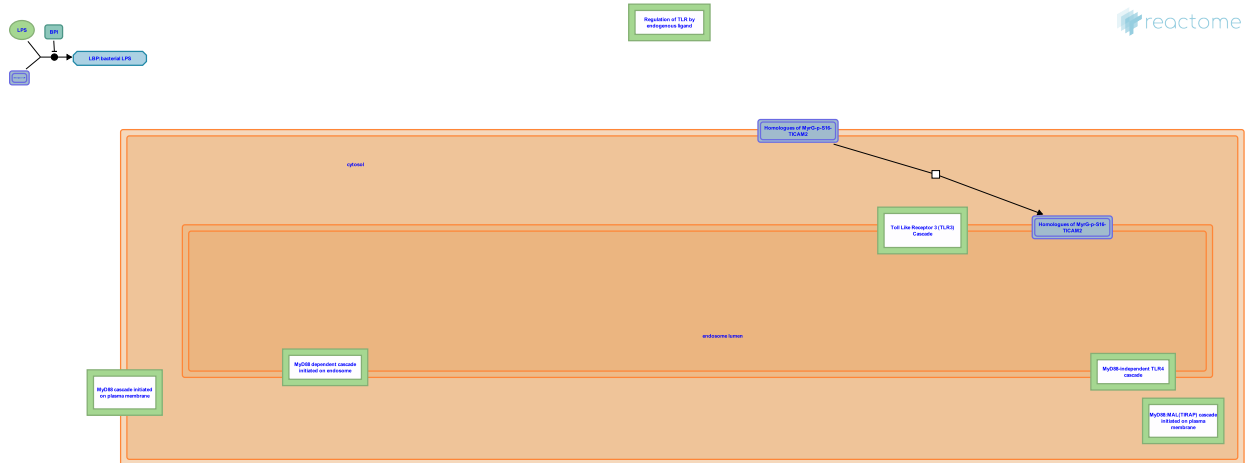 Regulation of TLR by
endogenous ligand
reactome
LPS
BPI
LBP:bacterial LPS
Homologues of MyrG-p-S16-
TICAM2
cytosol
Toll Like Receptor 3 (TLR3)
Cascade
Homologues of MyrG-p-S16-
TICAM2
endosome lumen
MyD88 dependent cascade
initiated on endosome
MyD88-independent TLR4
cascade
MyD88 cascade initiated
on plasma membrane
MyD88:MAL(TIRAP) cascade
initiated on plasma
membrane